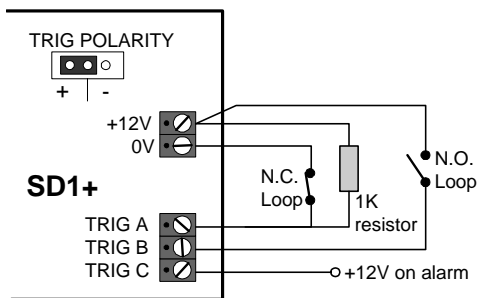 TRIG POLARITY
+ -
+12V
0V
SD1+
N.C.
Loop
1K
resistor
N.O.
Loop
TRIG A
TRIG B
TRIG C
+12V on alarm